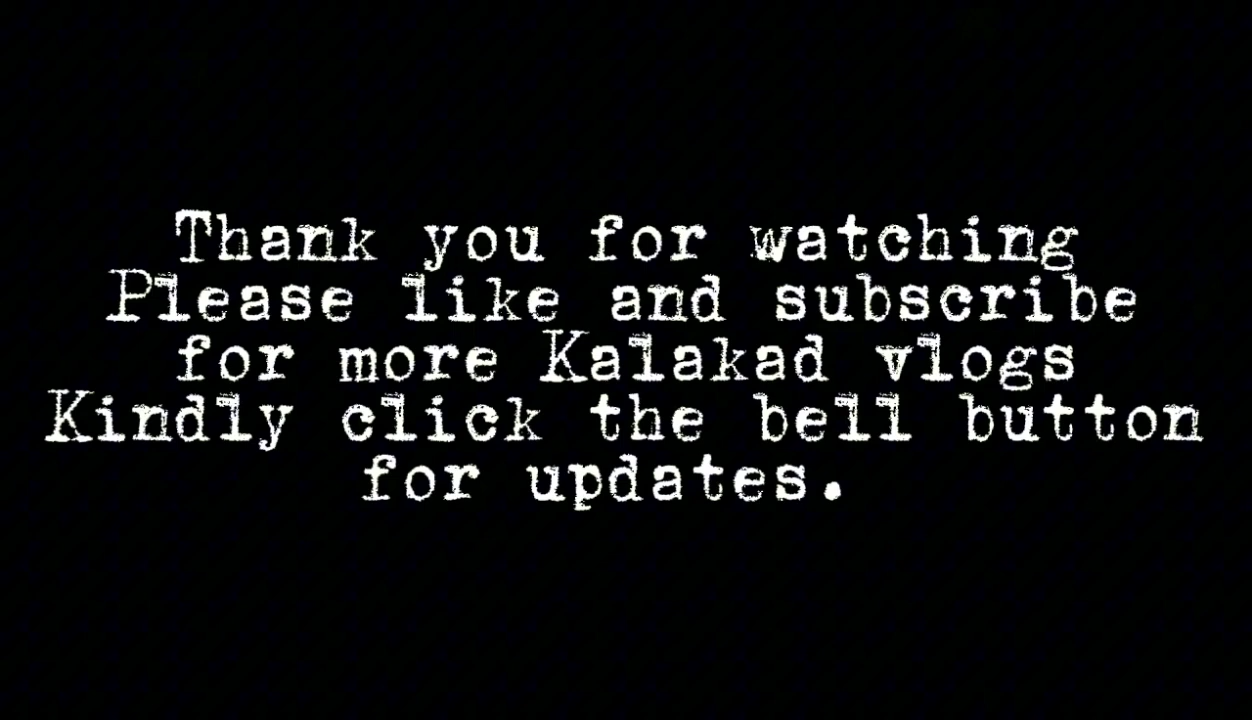 Thank you for watching
Please like and subscribe
for more Kalakad vlogs
Kindly click the bell button
for updates.